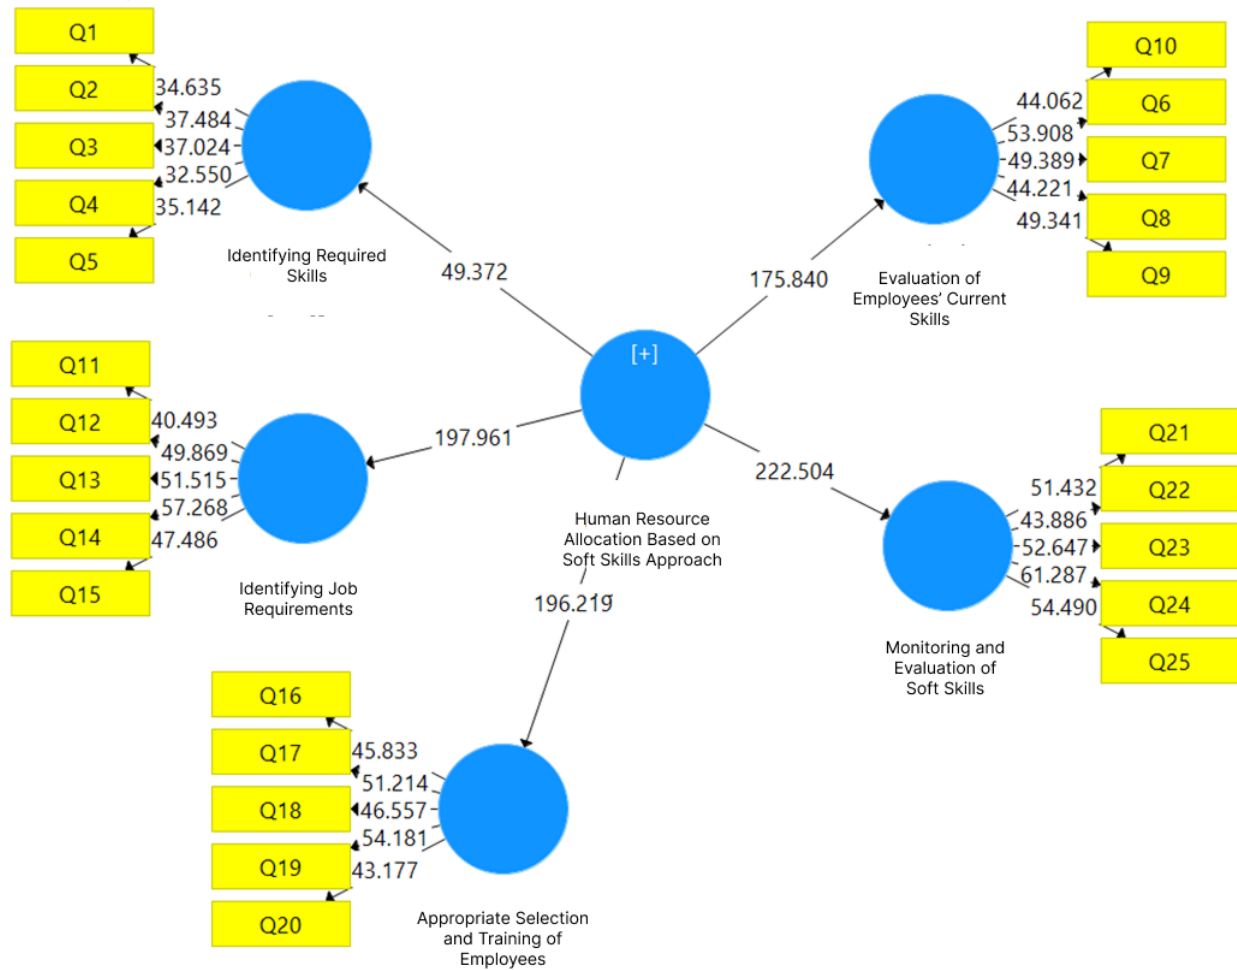 Q1
Q2
Q3
Q4
Q5
34.635
37.484
37.024
32.550
35.142
Identifying Required
Skills
49.372
Q10
Q6
Q7
Q8
Q9
44.062
53.908
49.389
44.221
49.341
Evaluation of
Employees’ Current
Skills
175.840
[+]
Human Resource
Allocation Based on
Soft Skills Approach
Q11
Q12
Q13
Q14
Q15
40.493
49.869
51.515
57.268
47.486
Identifying Job
Requirements
197.961
222.504
Q21
Q22
Q23
Q24
Q25
51.432
43.886
52.647
61.287
54.490
Monitoring and
Evaluation of
Soft Skills
196.219
Q16
Q17
Q18
Q19
Q20
45.833
51.214
46.557
54.181
43.177
Appropriate Selection
and Training of
Employees